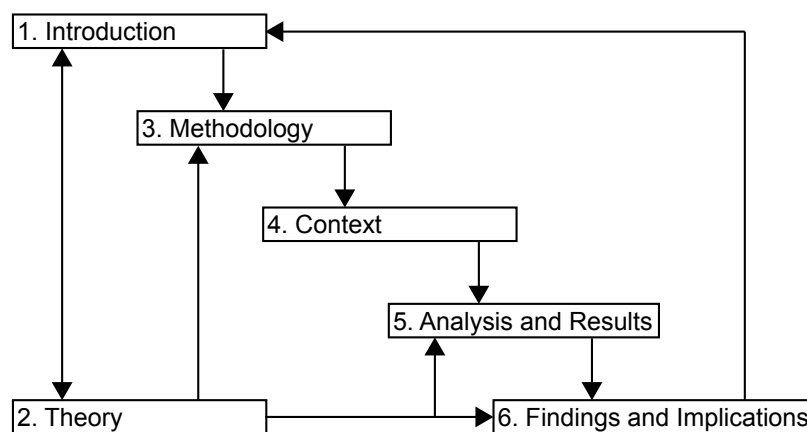 1. Introduction
3. Methodology
4. Context
5. Analysis and Results
2. Theory
6. Findings and Implications